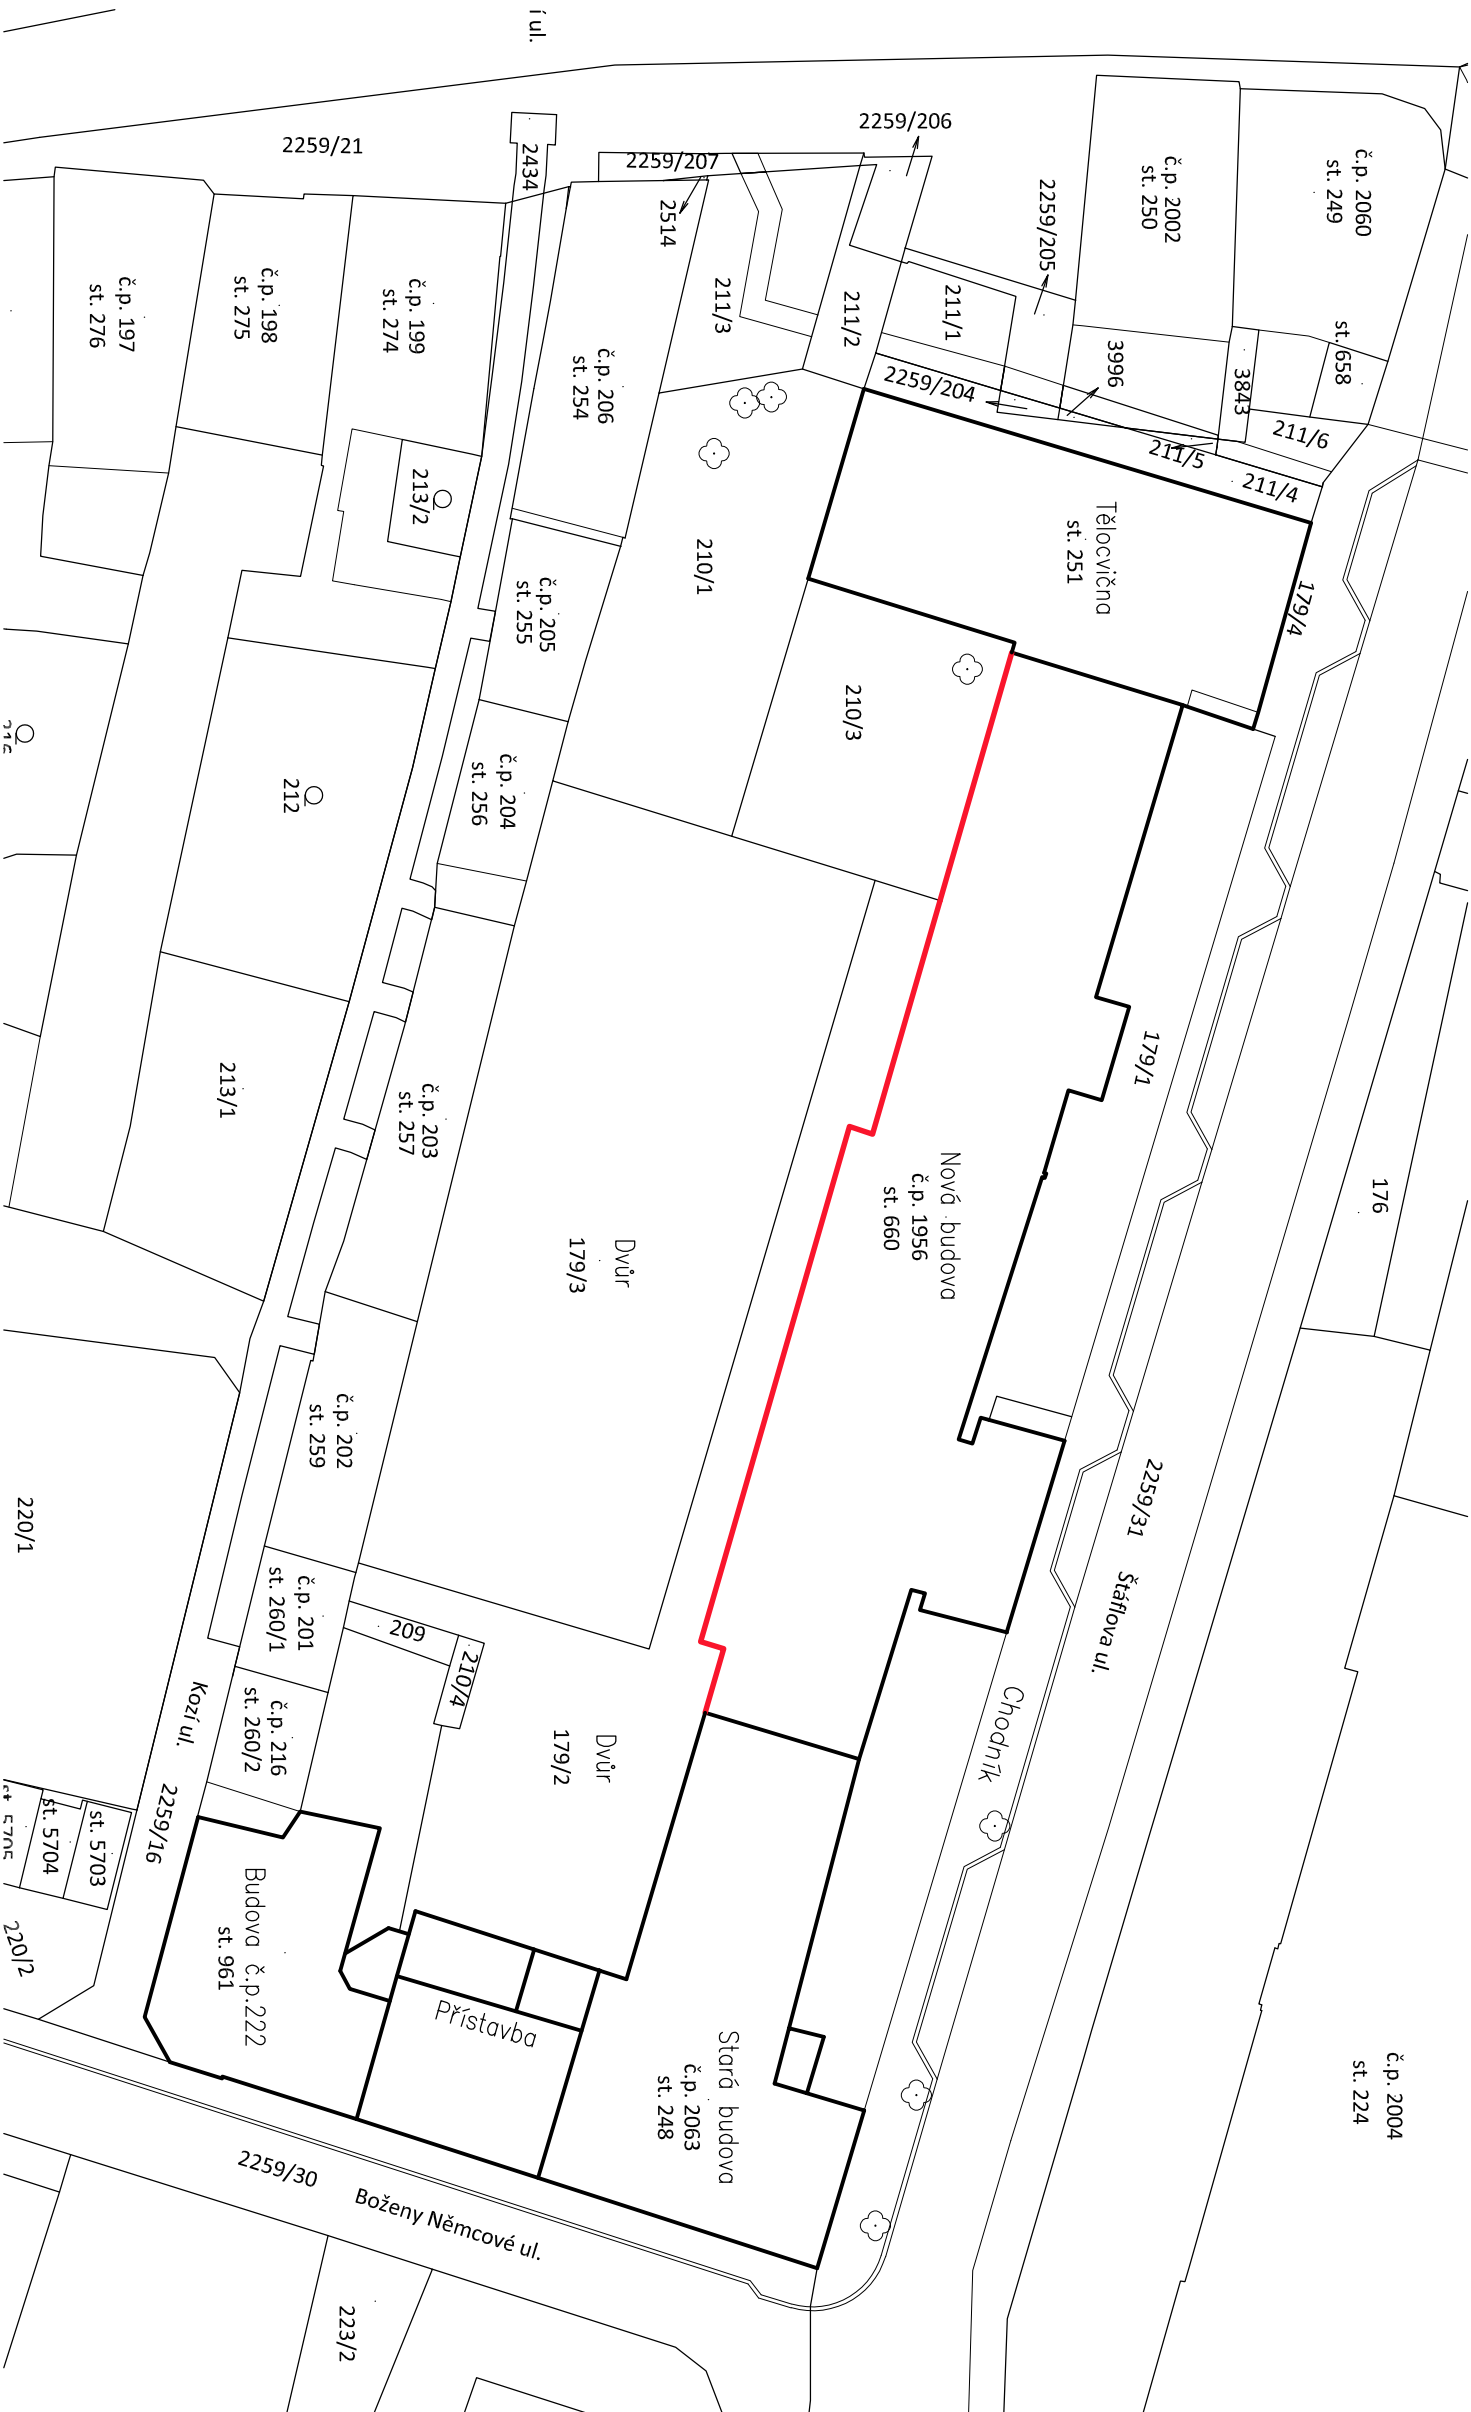 í ul.
2259/21
2434
2259/207
2514
2259/206
2259/205
č.p. 2002
st. 250
č.p. 2060
st. 249
st. 658
3843
3996
211/6
211/5
211/4
211/1
211/2
211/3
2259/204
č.p. 197
st. 276
č.p. 198
st. 275
č.p. 199
st. 274
213/2
č.p. 206
st. 254
210/1
Tělocvična
st. 251
179/4
č.p. 205
st. 255
210/3
č.p. 204
st. 256
212
213/1
č.p. 203
st. 257
179/1
176
Nová budova
č.p. 1956
st. 660
Dvůr
179/3
č.p. 202
st. 259
2259/31
Štáflova ul.
220/1
č.p. 201
st. 260/1
209
210/4
č.p. 216
st. 260/2
Kozí ul.
2259/16
Dvůr
179/2
Chodník
st. 5703
st. 5704
st. 5705
220/2
Budova č.p.222
st. 961
Přístavba
Stará budova
č.p. 2063
st. 248
č.p. 2004
st. 224
2259/30
Boženy Němcové ul.
223/2